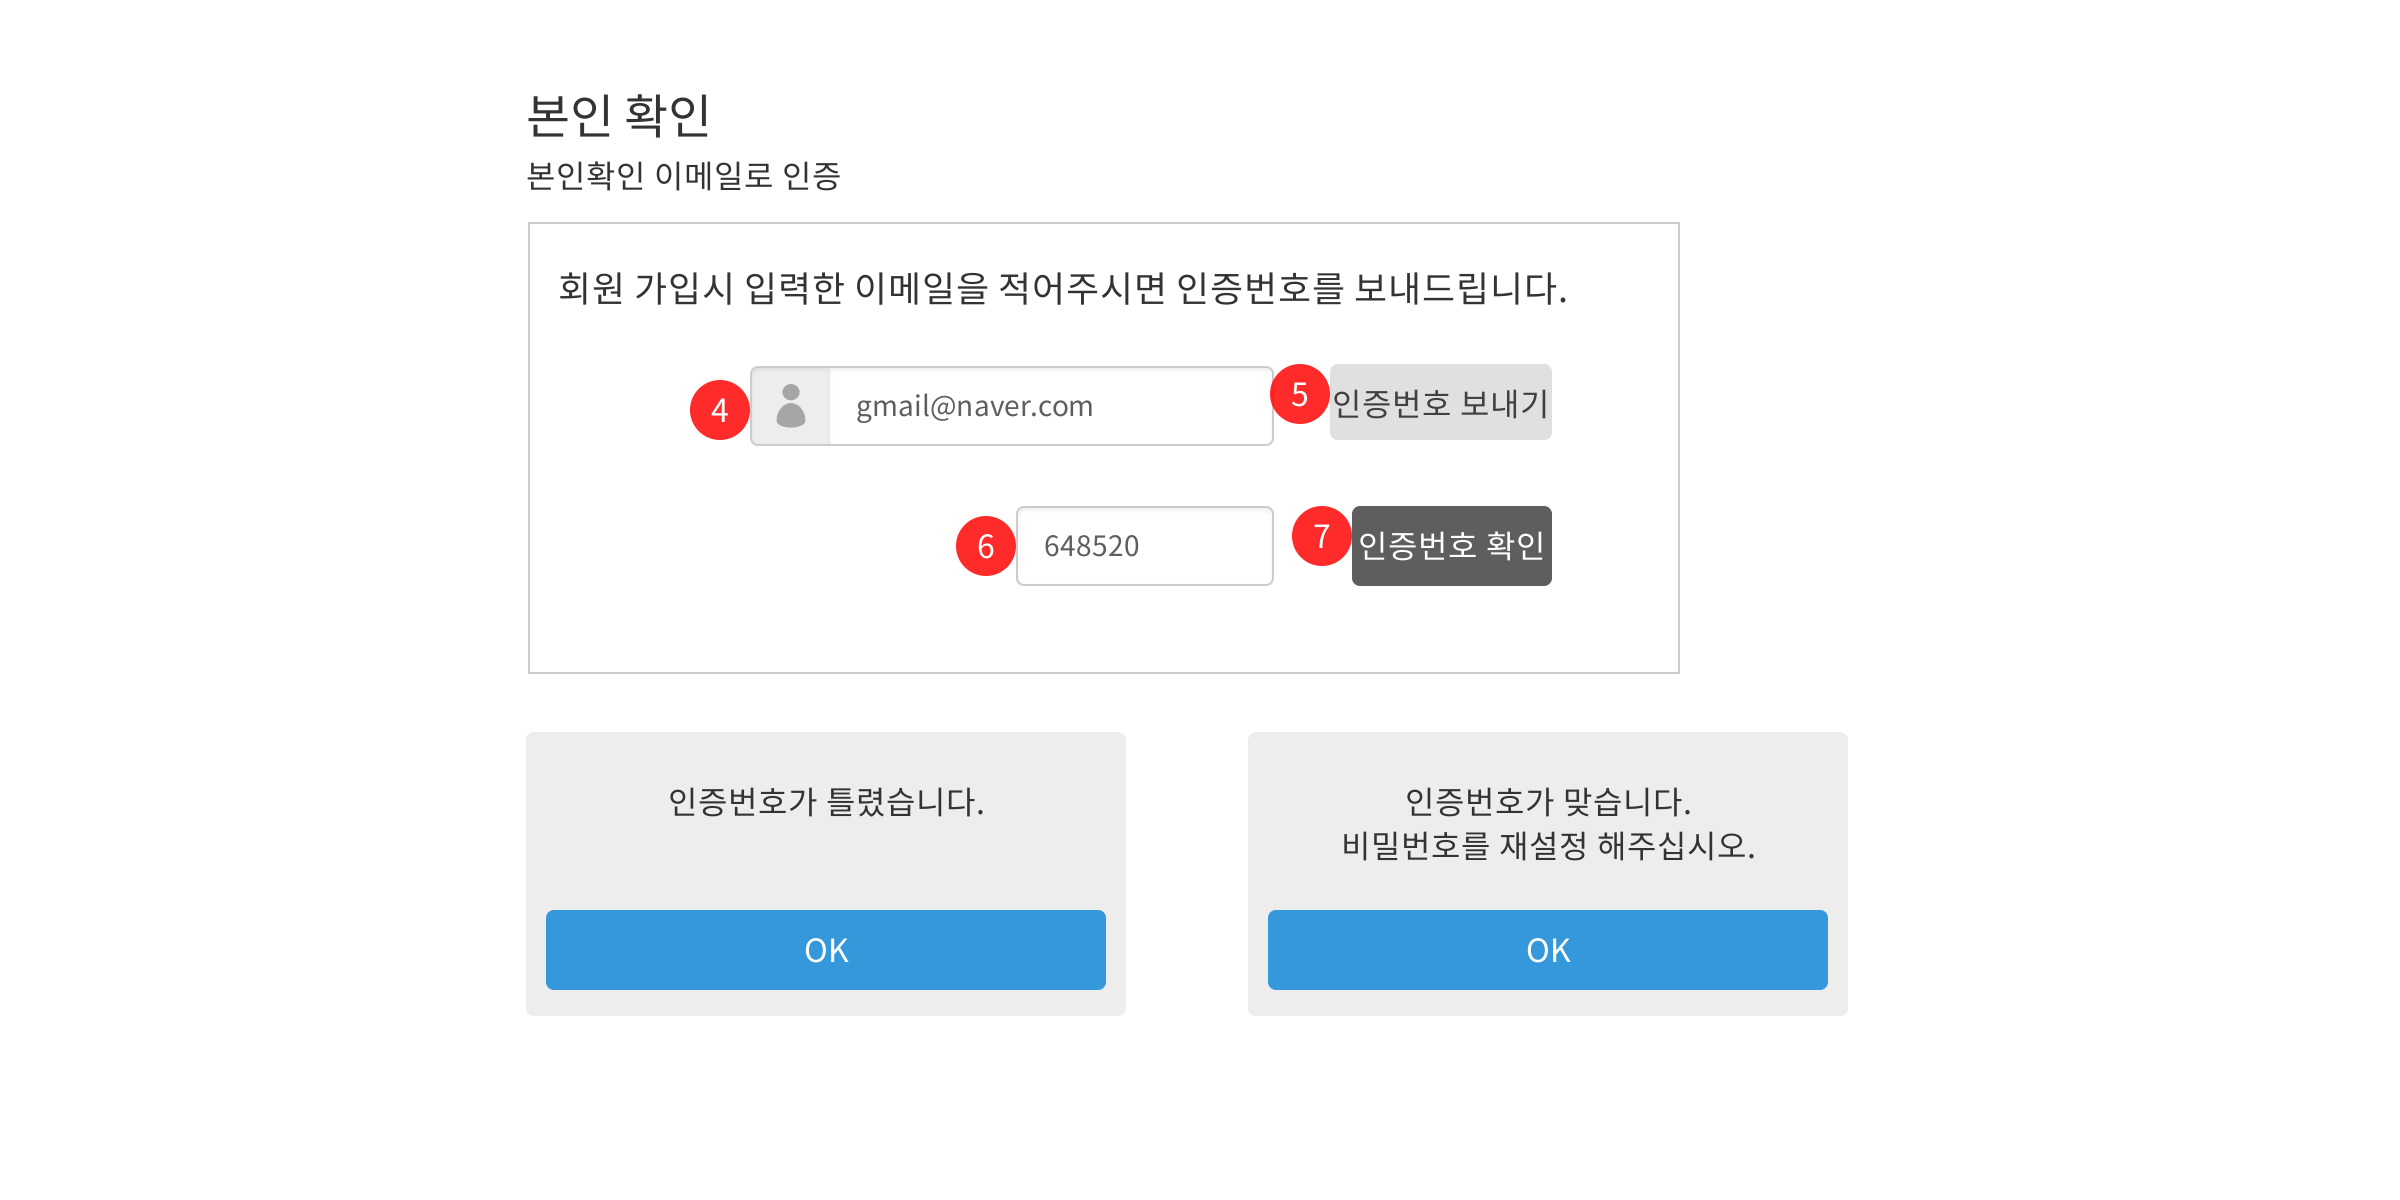 본인 확인
본인확인 이메일로 인증
회원 가입시 입력한 이메일을 적어주시면 인증번호를 보내드립니다.
4 gmail@naver.com 5 인증번호 보내기
6 648520 7 인증번호 확인
인증번호가 틀렸습니다.
OK
인증번호가 맞습니다.
비밀번호를 재설정 해주십시오.
OK